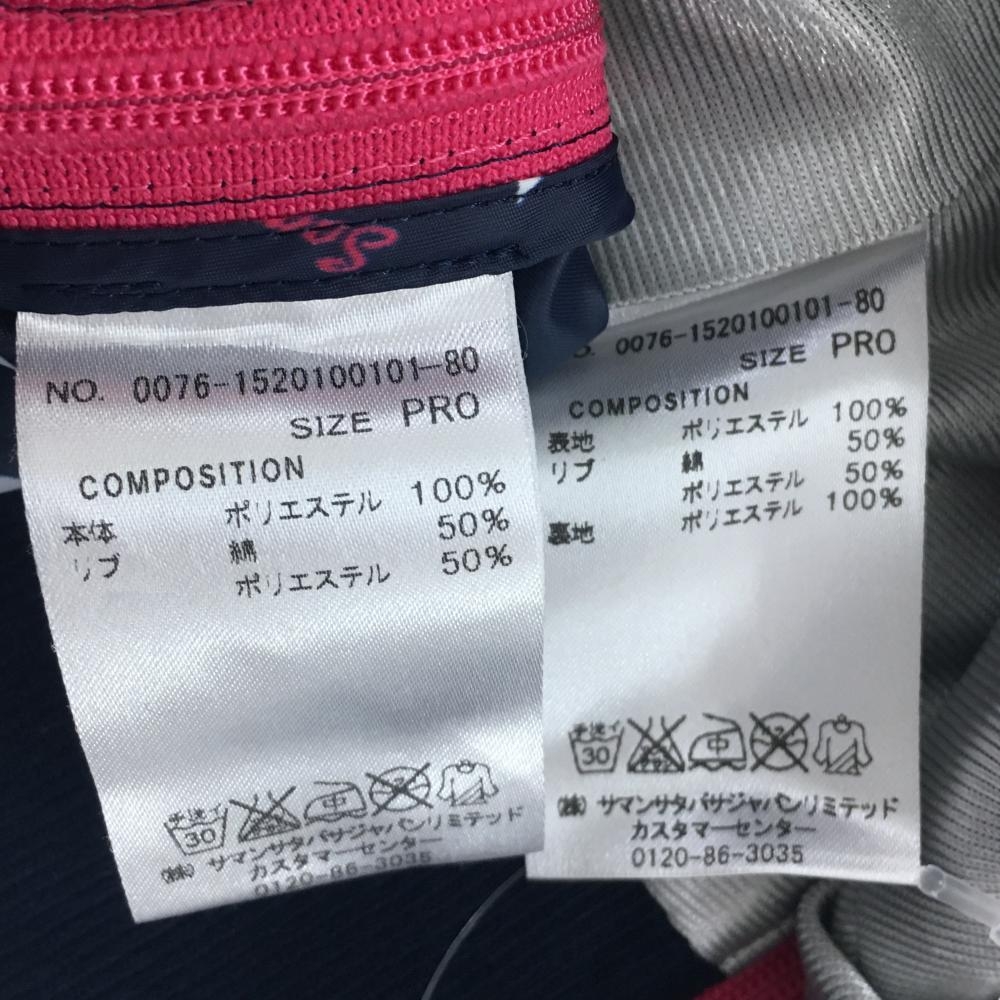 NO. 0076-1520100101-80
SIZE PRO
COMPOSITION
本体 ポリエステル 100%
リブ 綿 50%
ポリエステル 50%
手洗イ
30
中
(株) サマンサタバサジャパンリミテッド
カスタマーセンター
0120-86-3035
0076-1520100101-80
SIZE PRO
COMPOSITION
表地 ポリエステル 100%
リブ 綿 50%
ポリエステル 50%
裏地 ポリエステル 100%
手洗イ
30
中
(株) サマンサタバサジャパンリミテッド
カスタマーセンター
0120-86-3035